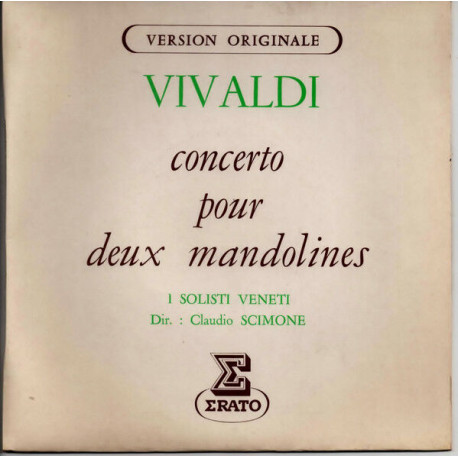 VERSION ORIGINALE
VIVALDI
concerto
pour
deux mandolines
I SOLISTI VENETI
Dir. : Claudio SCIMONE
Σ
ΣRATO